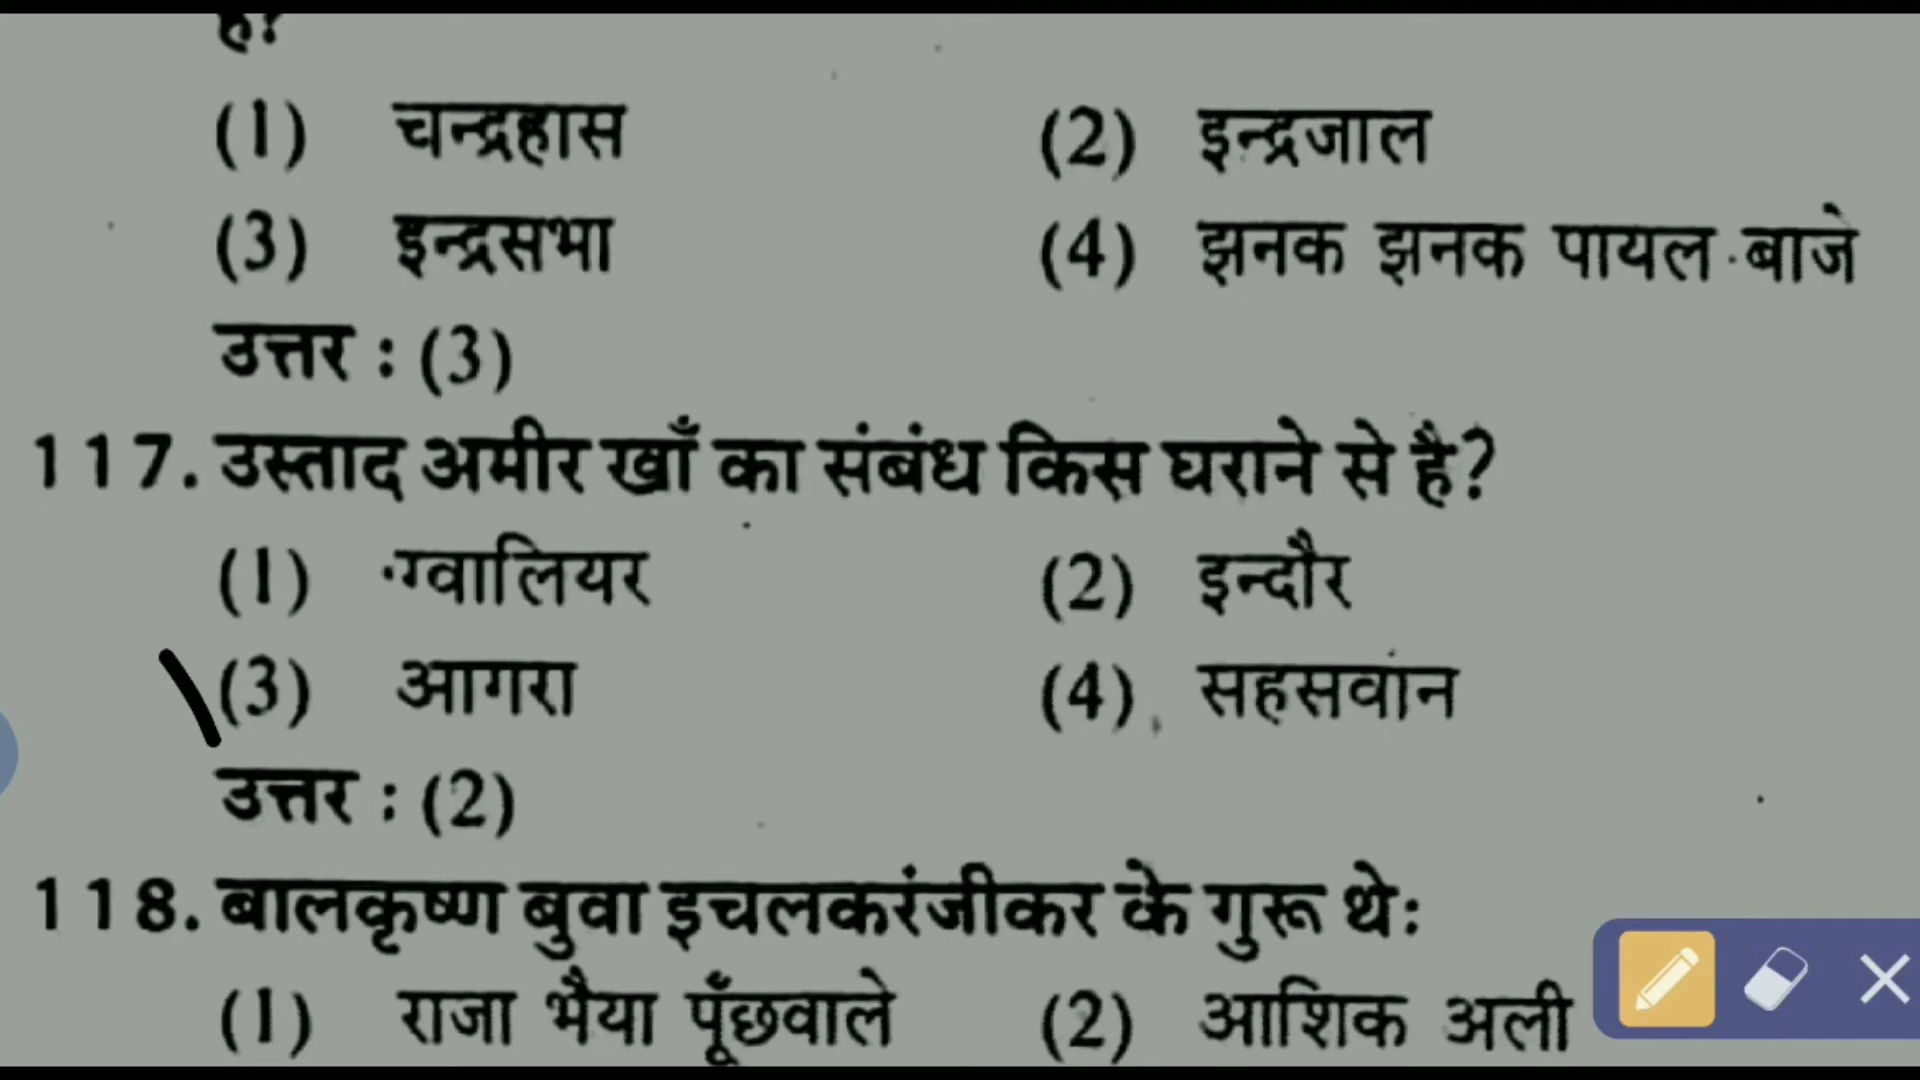 है?
(1) चन्द्रहास (2) इन्द्रजाल
(3) इन्द्रसभा (4) झनक झनक पायल बाजे
उत्तर : (3)
117. उस्ताद अमीर खाँ का संबंध किस घराने से है?
(1) ग्वालियर (2) इन्दौर
(3) आगरा (4) सहसवान
उत्तर : (2)
118. बालकृष्ण बुवा इचलकरंजीकर के गुरू थे:
(1) राजा भैया पूँछवाले (2) आशिक अली